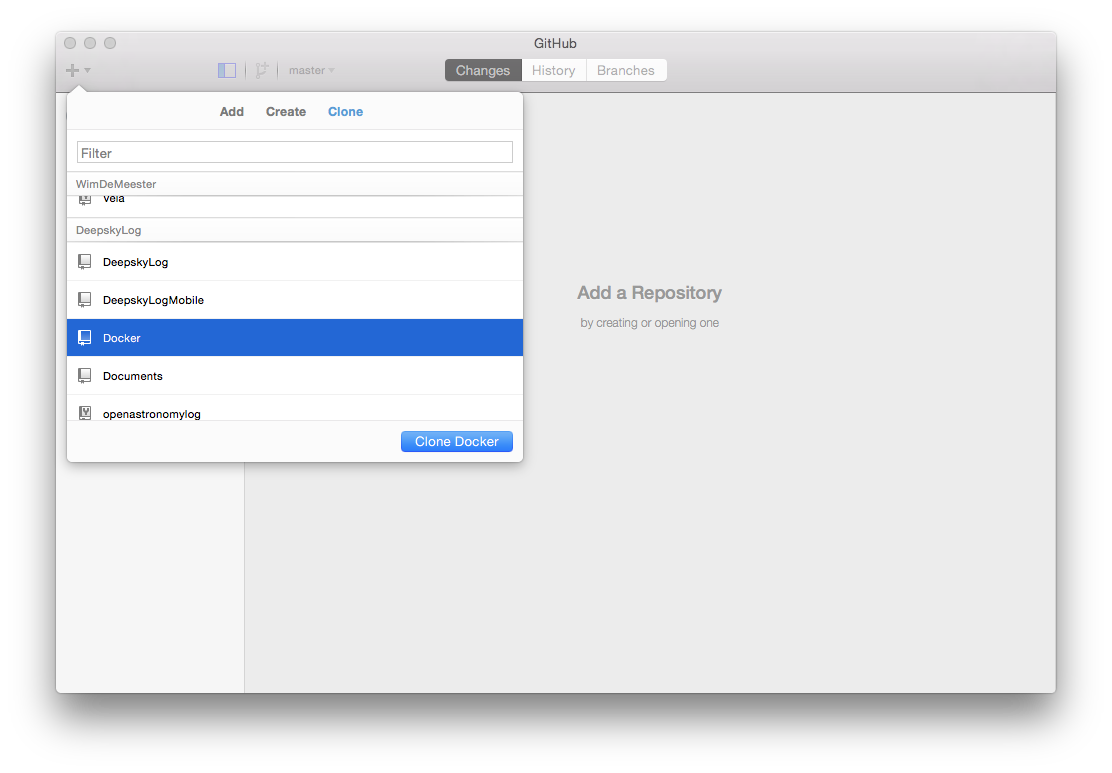 GitHub
master
Changes
History
Branches
Add
Create
Clone
Filter
WimDeMeester
Vela
DeepskyLog
DeepskyLog
DeepskyLogMobile
Docker
Documents
openastronomylog
Clone Docker
Add a Repository
by creating or opening one